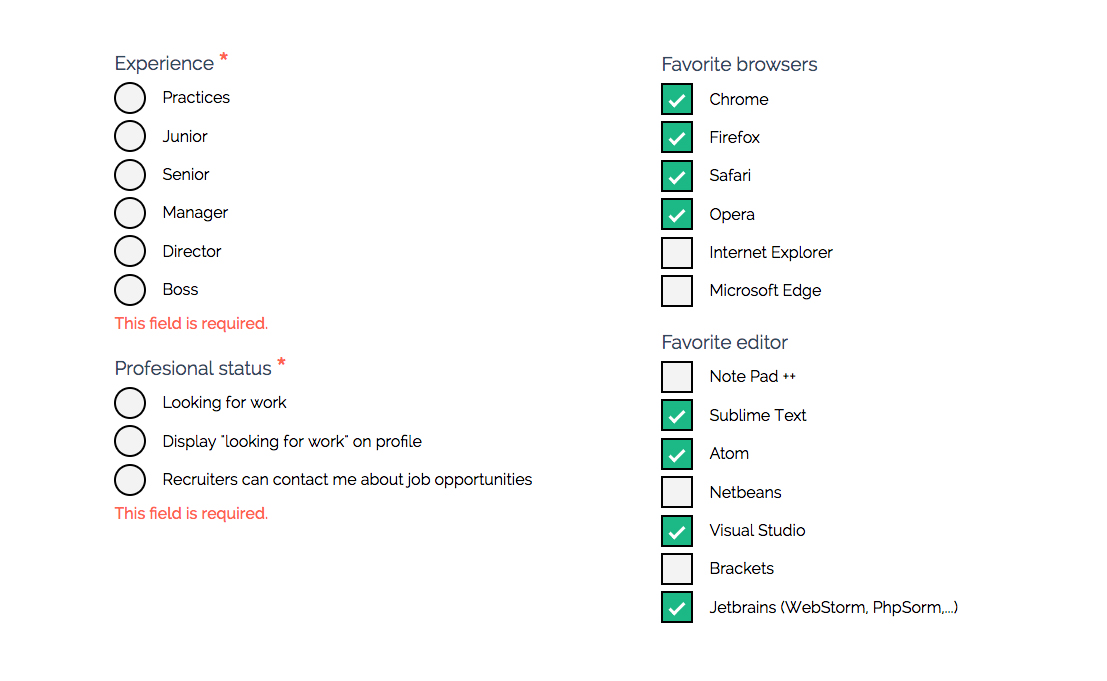 Experience *
Practices
Junior
Senior
Manager
Director
Boss
This field is required.
Profesional status *
Looking for work
Display "looking for work" on profile
Recruiters can contact me about job opportunities
This field is required.
Favorite browsers
Chrome
Firefox
Safari
Opera
Internet Explorer
Microsoft Edge
Favorite editor
Note Pad ++
Sublime Text
Atom
Netbeans
Visual Studio
Brackets
Jetbrains (WebStorm, PhpSorm,...)